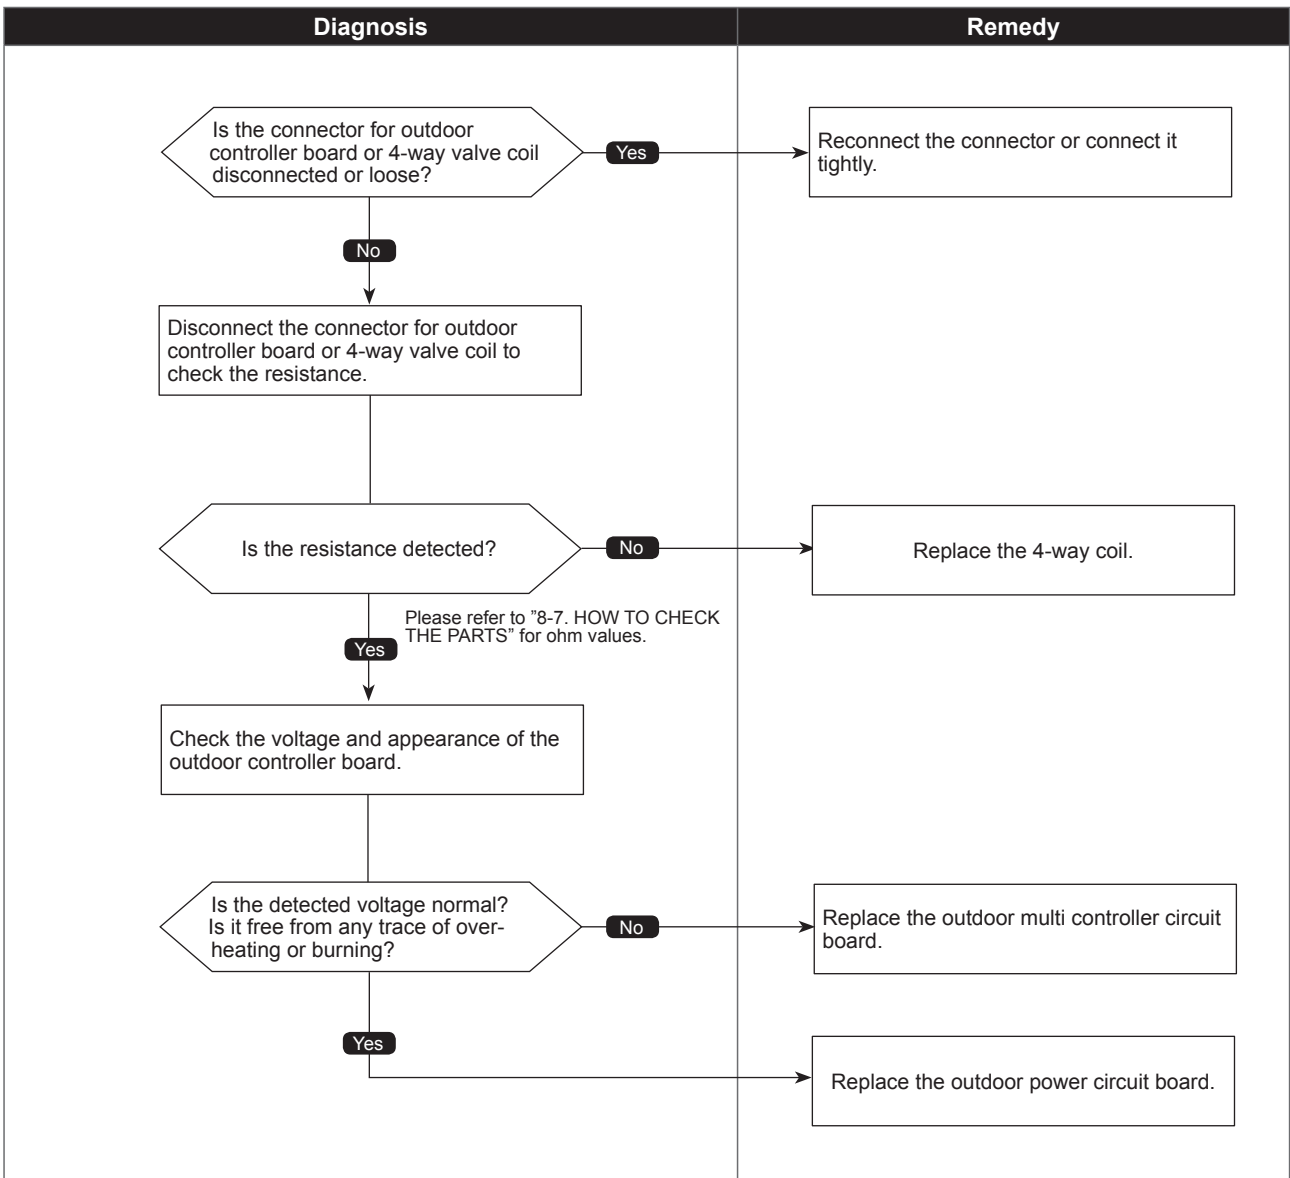 Diagnosis
Remedy
Is the connector for outdoor
controller board or 4-way valve coil
disconnected or loose?
Yes
Reconnect the connector or connect it
tightly.
No
Disconnect the connector for outdoor
controller board or 4-way valve coil to
check the resistance.
Is the resistance detected?
No
Replace the 4-way coil.
Please refer to ”8-7. HOW TO CHECK
THE PARTS” for ohm values.
Yes
Check the voltage and appearance of the
outdoor controller board.
Is the detected voltage normal?
Is it free from any trace of over-
heating or burning?
No
Replace the outdoor multi controller circuit
board.
Yes
Replace the outdoor power circuit board.